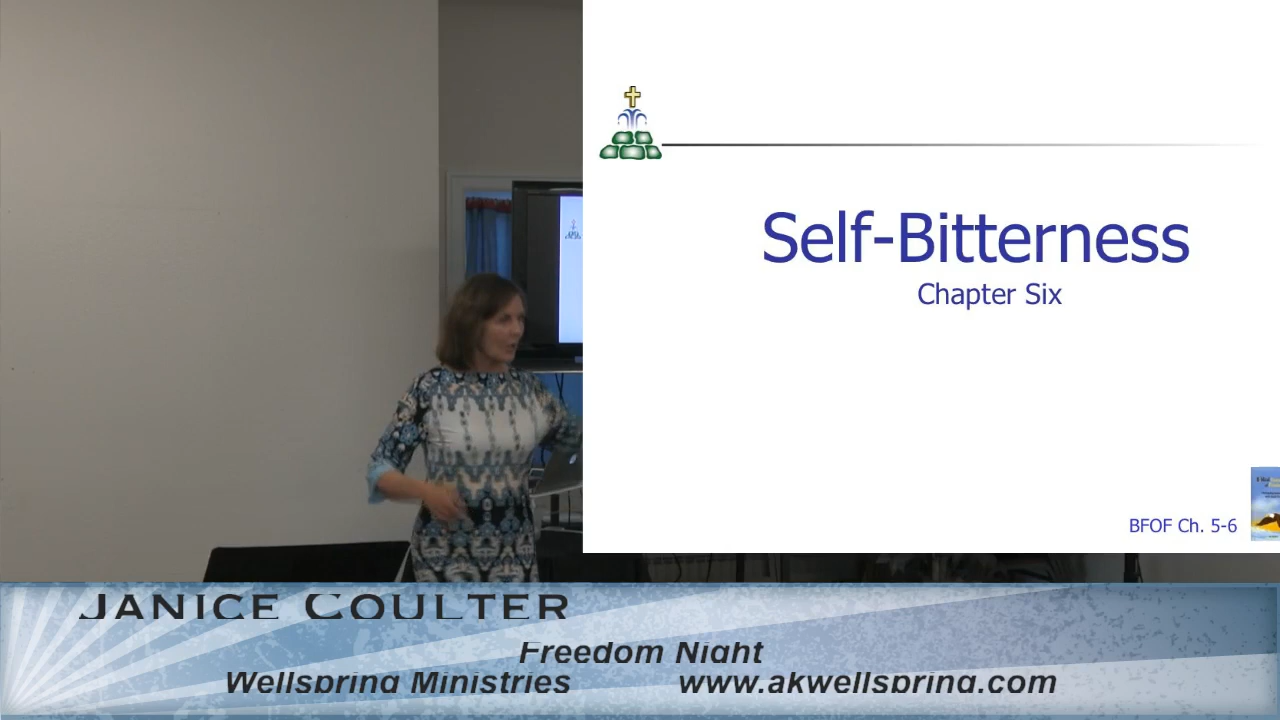 Self-Bitterness
Chapter Six
BFOF Ch. 5-6
JANICE COULTER
Freedom Night
Wellspring Ministries www.akwellspring.com